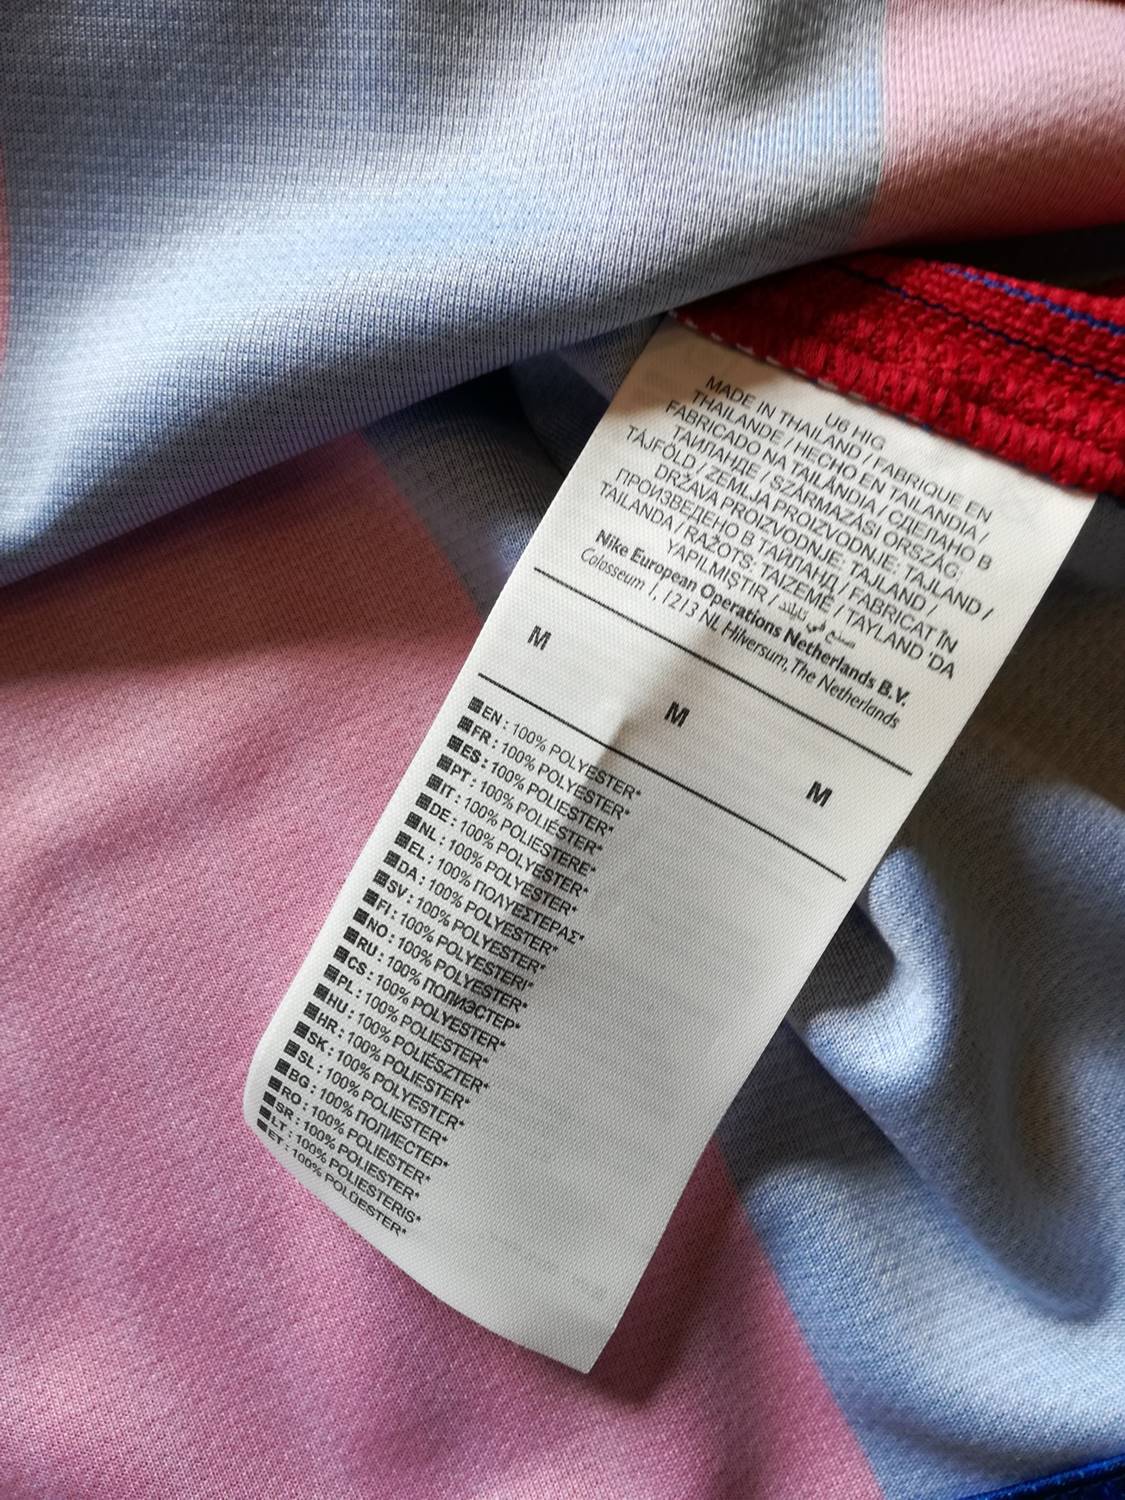 U6 HIG
MADE IN THAILAND / FABRIQUE EN
THAILANDE / HECHO EN TAILANDIA /
FABRICADO NA TAILÂNDIA / СДЕЛАНО В
ТАИЛАНДЕ / SZÁRMAZÁSI ORSZÁG:
TÁJFÖLD / ZEMLJA PROIZVODNJE: TAJLAND /
DRŽAVA PROIZVODNJE: TAJLAND /
ПРОИЗВЕДЕНО В ТАЙЛАНД / FABRICAT ÎN
TAILANDA / RAŽOTS: TAIZEMĒ / TAYLAND 'DA
YAPILMIŞTIR / صنع في تايلند
Nike European Operations Netherlands B.V.
Colosseum 1, 1213 NL Hilversum, The Netherlands
M M M
EN : 100% POLYESTER*
FR : 100% POLYESTER*
ES : 100% POLIESTER*
PT : 100% POLIÉSTER*
IT : 100% POLIESTERE*
DE : 100% POLYESTER*
NL : 100% POLYESTER*
EL : 100% ΠΟΛΥΕΣΤΕΡΑΣ*
DA : 100% POLYESTER*
SV : 100% POLYESTER*
FI : 100% POLYESTERI*
NO : 100% POLYESTER*
RU : 100% ПОЛИЭСТЕР*
CS : 100% POLYESTER*
PL : 100% POLIESTER*
HU : 100% POLIÉSZTER*
HR : 100% POLIESTER*
SK : 100% POLYESTER*
SL : 100% POLIESTER*
BG : 100% ПОЛИЕСТЕР*
RO : 100% POLIESTER*
SR : 100% POLIESTER*
LT : 100% POLIESTERIS*
ET : 100% POLÜESTER*